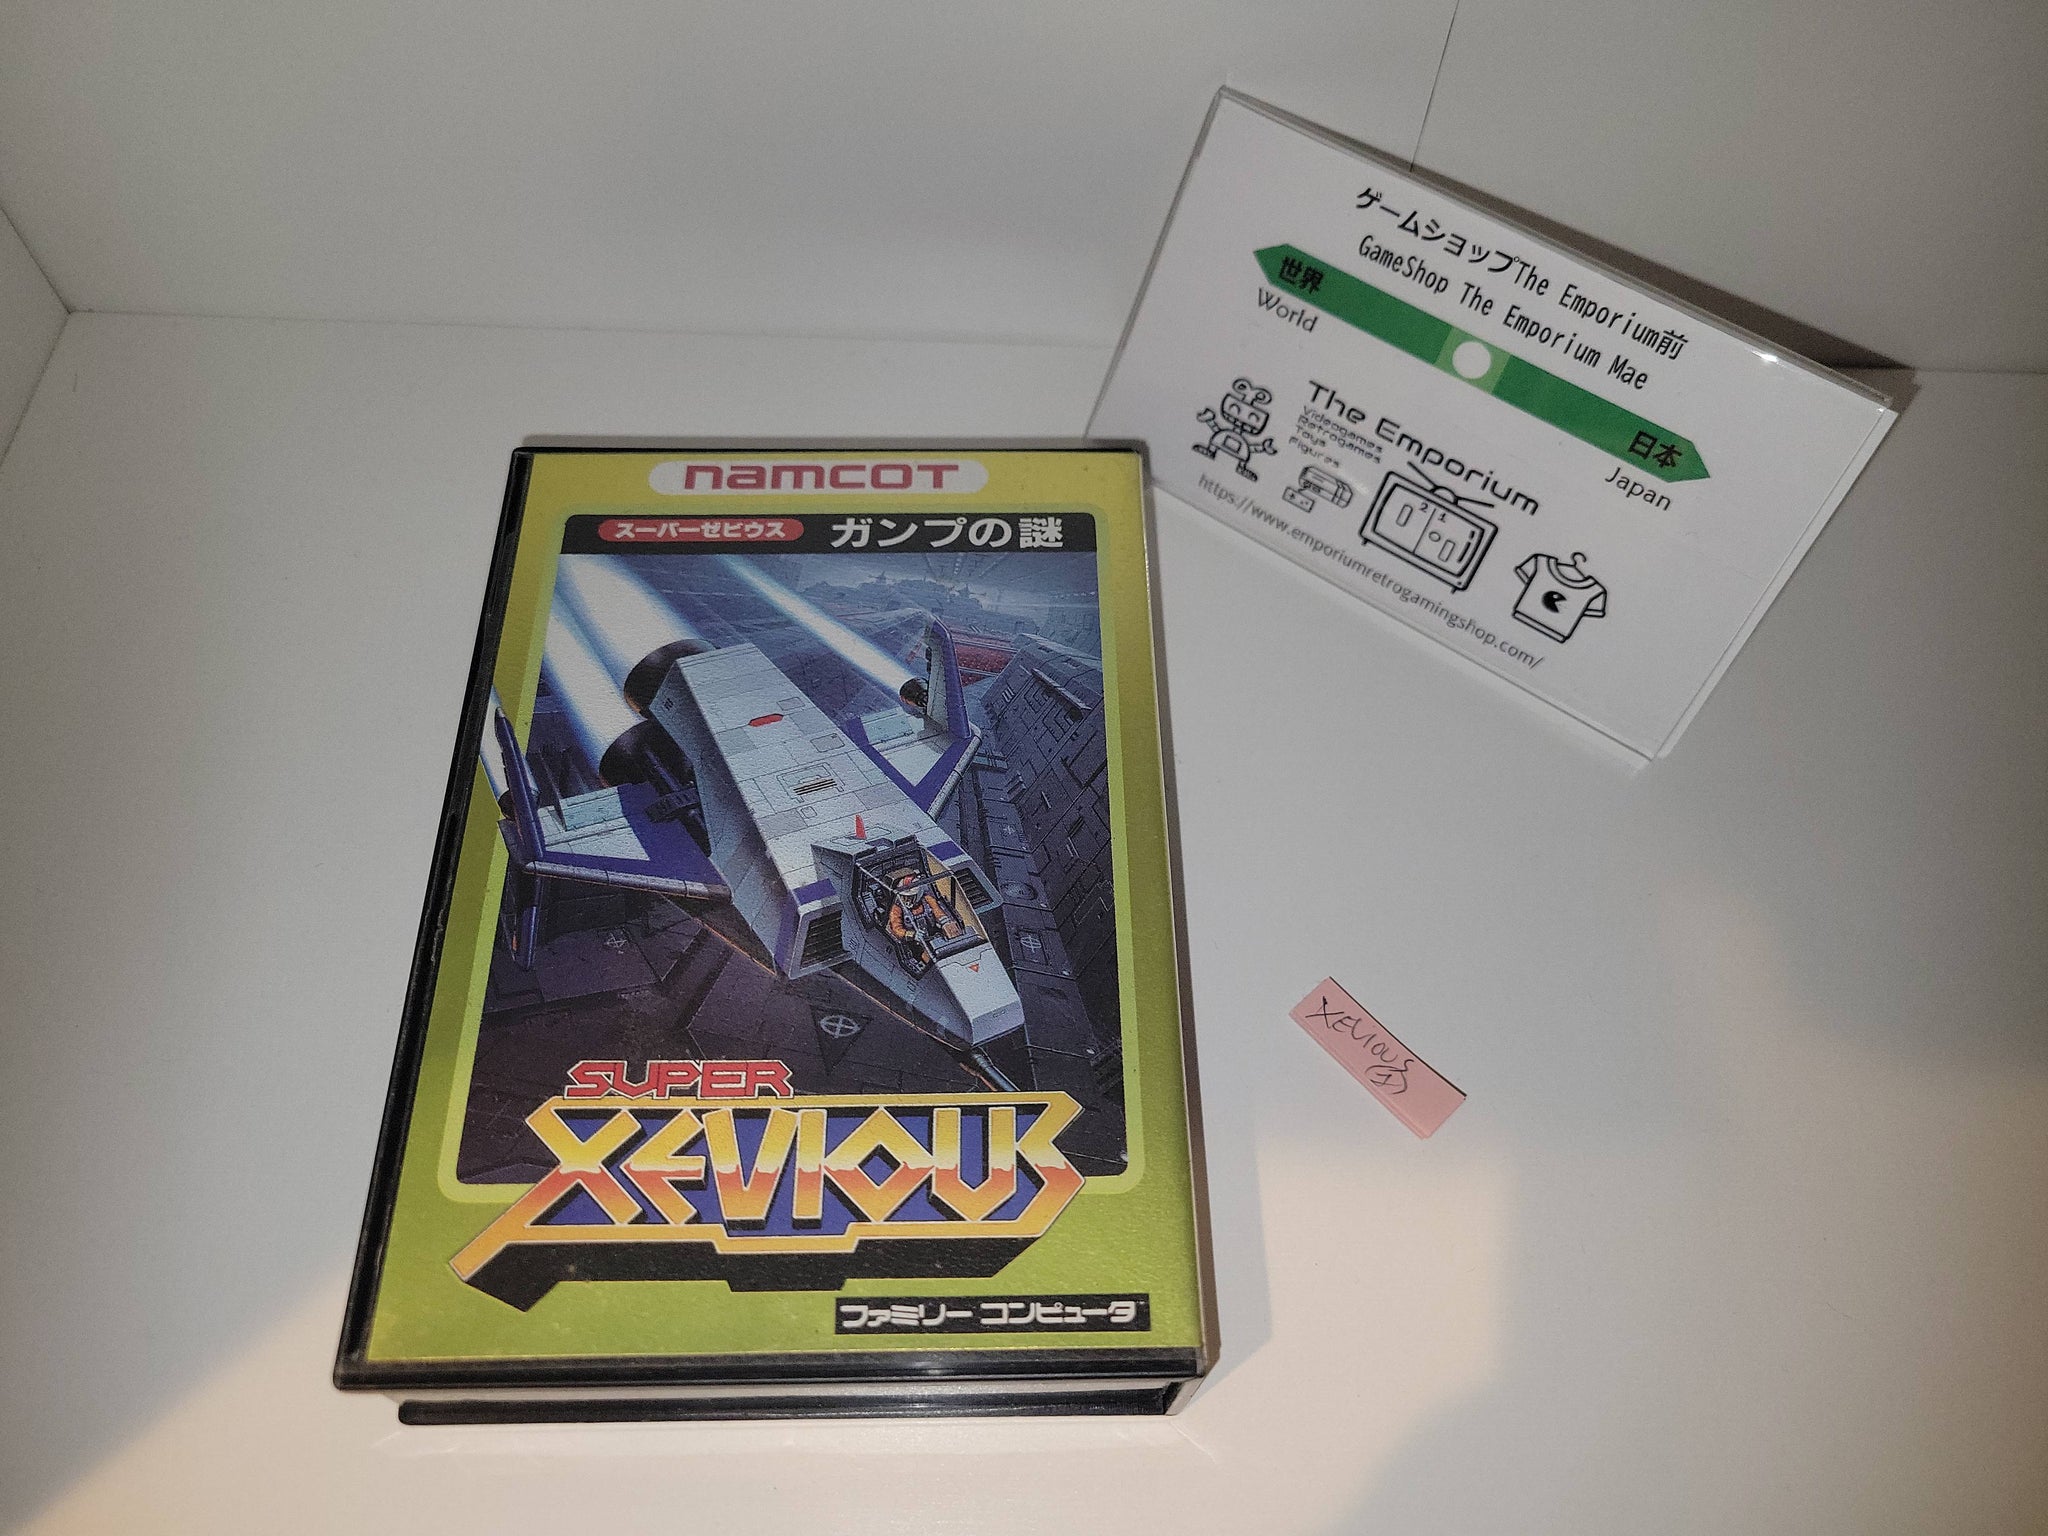 namcot
スーパーゼビウス ガンプの謎
SUPER
XEVIOUS
ファミリー コンピュータ
ゲームショップThe Emporium前
GameShop The Emporium Mae
世界
World
日本
Japan
The Emporium
Videogames
Retrogames
Toys
Figures
2 1
https://www.emporiumretrogamingshop.com/
XEVIOUS
(1)